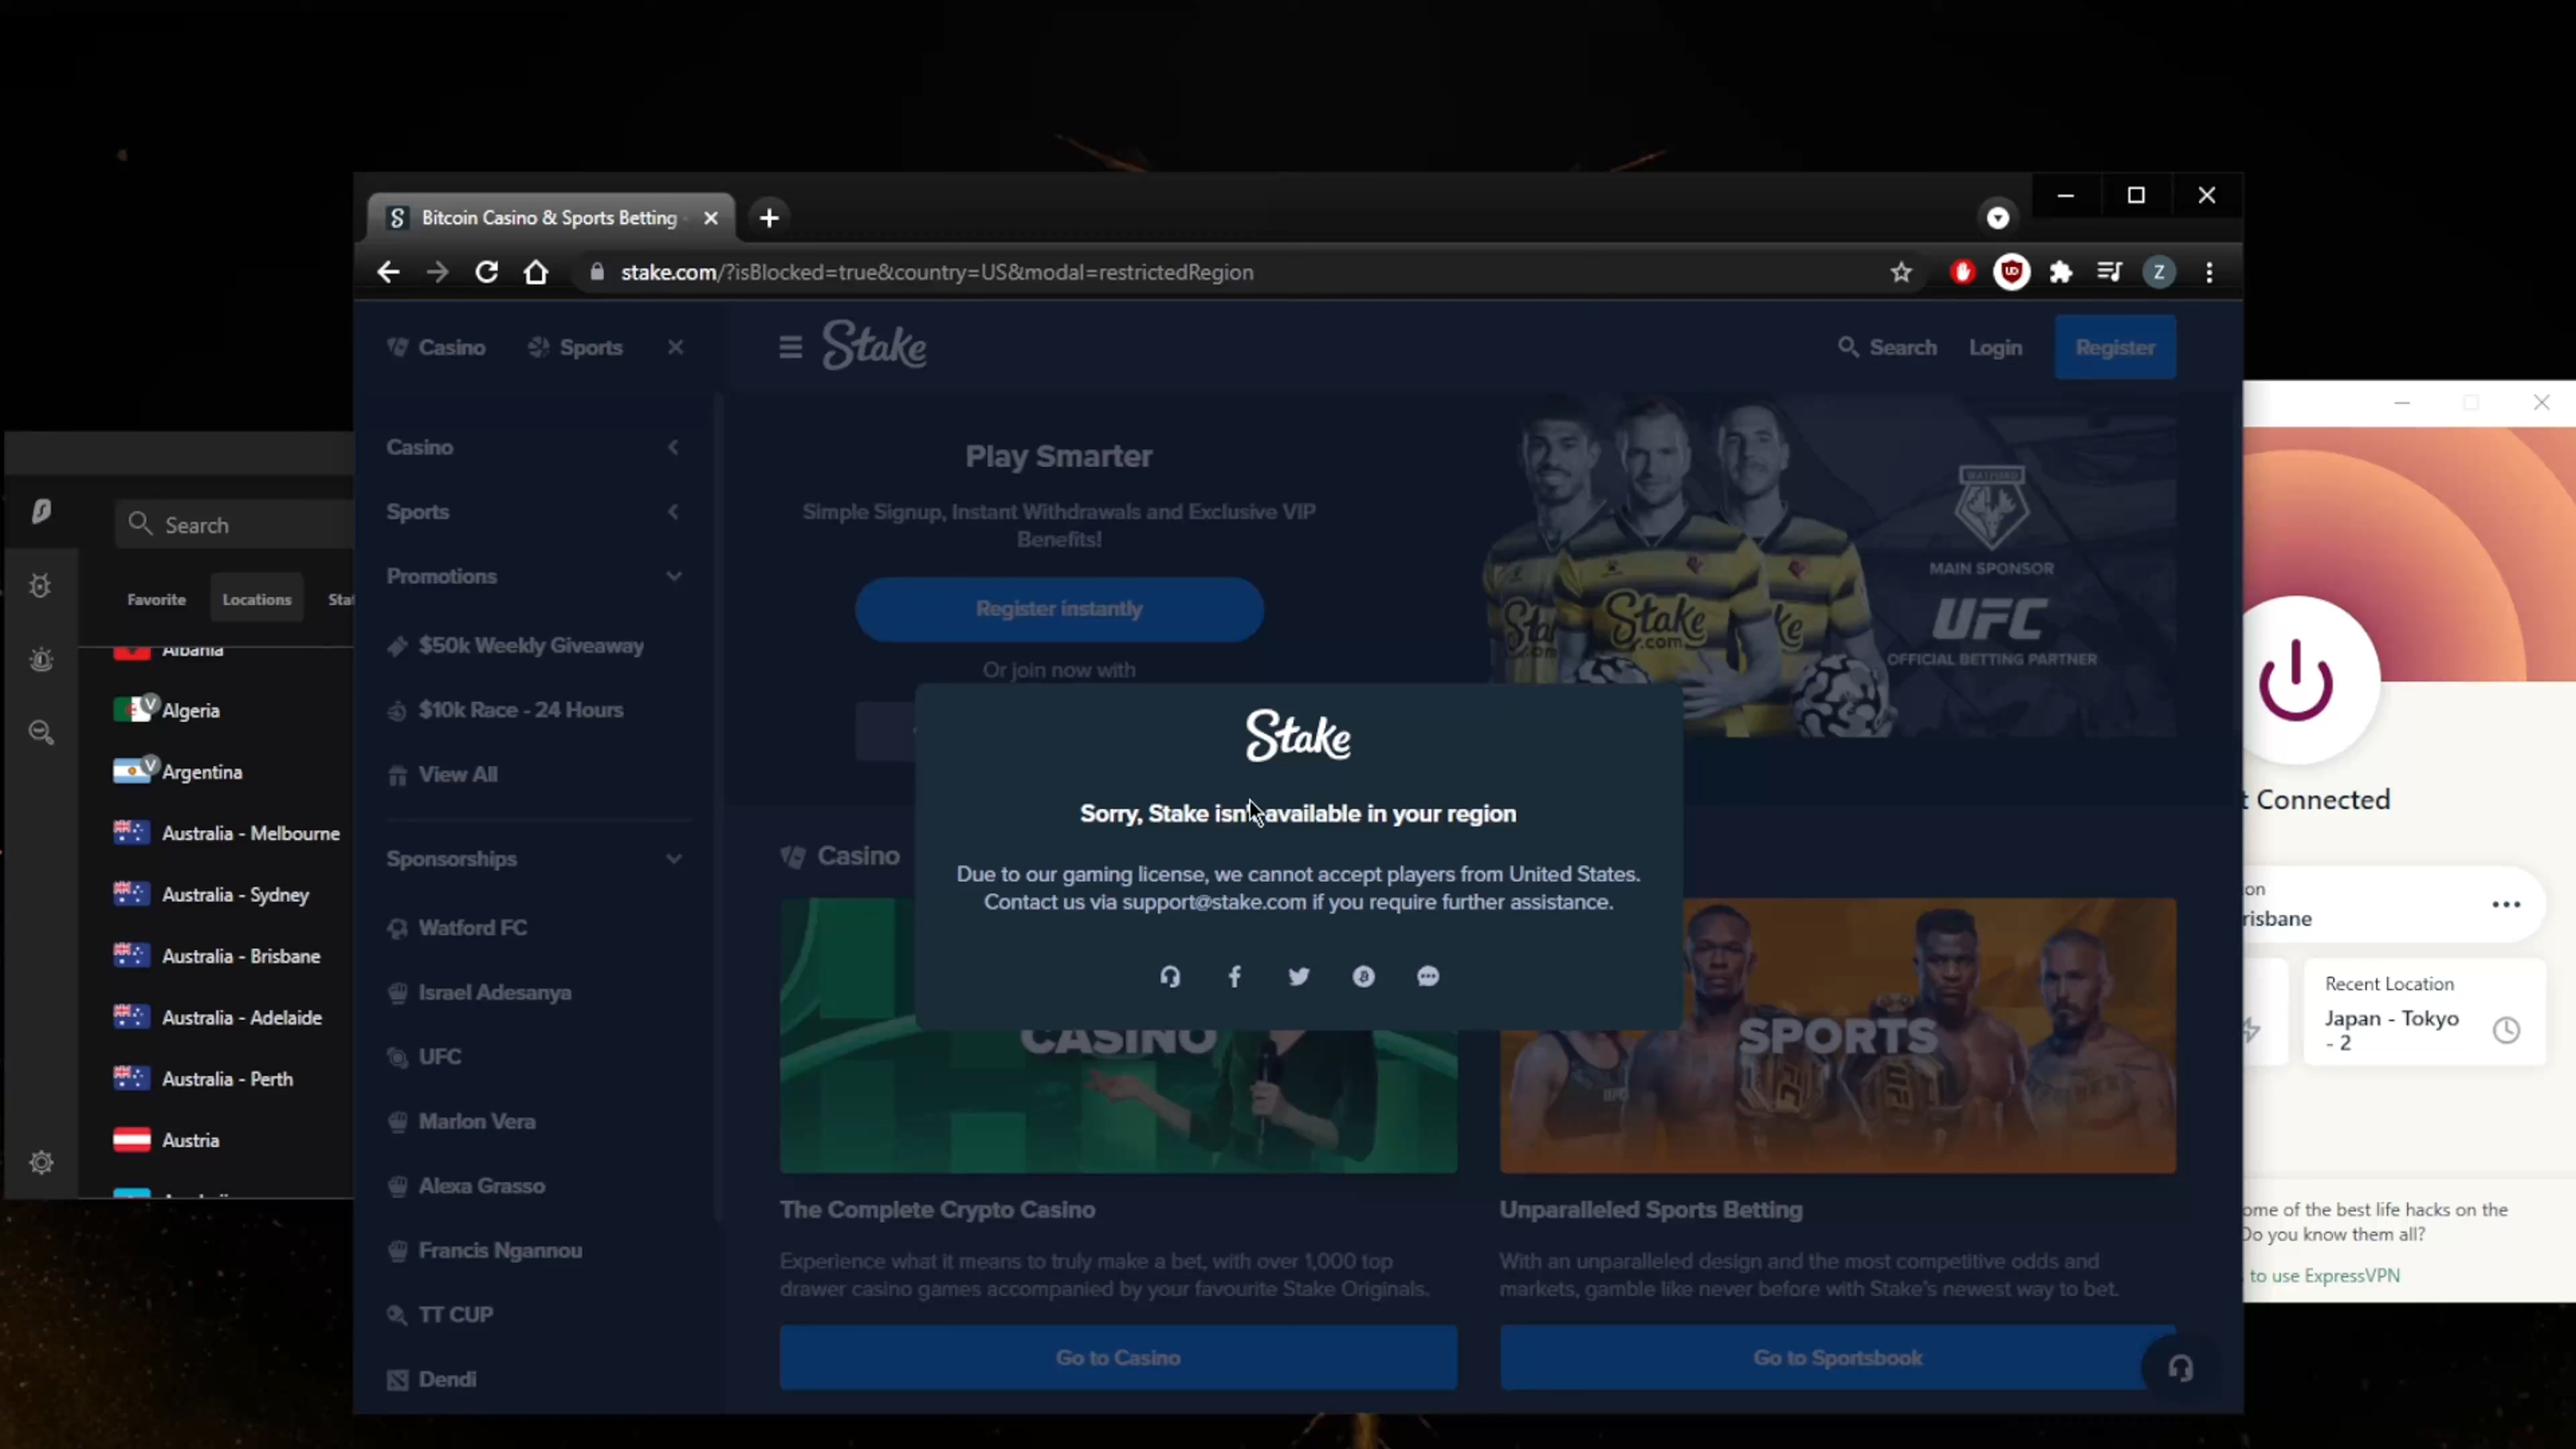 Bitcoin Casino & Sports Betting
stake.com/?isBlocked=true&country=US&modal=restrictedRegion
Z
Casino
Sports
Stake
Search
Login
Register
Casino
Sports
Promotions
$50k Weekly Giveaway
$10k Race - 24 Hours
View All
Sponsorships
Watford FC
Israel Adesanya
UFC
Marlon Vera
Alexa Grasso
Francis Ngannou
TT CUP
Dendi
Play Smarter
Simple Signup, Instant Withdrawals and Exclusive VIP
Benefits!
Register instantly
Or join now with
Stake
.com
WATFORD
MAIN SPONSOR
UFC
OFFICIAL BETTING PARTNER
Stake
Sorry, Stake isn't available in your region
Due to our gaming license, we cannot accept players from United States.
Contact us via support@stake.com if you require further assistance.
Casino
CASINO
SPORTS
The Complete Crypto Casino
Experience what it means to truly make a bet, with over 1,000 top
drawer casino games accompanied by your favourite Stake Originals.
Go to Casino
Unparalleled Sports Betting
With an unparalleled design and the most competitive odds and
markets, gamble like never before with Stake's newest way to bet.
Go to Sportsbook
Search
Favorite
Locations
Stat
Albania
V
Algeria
V
Argentina
Australia - Melbourne
Australia - Sydney
Australia - Brisbane
Australia - Adelaide
Australia - Perth
Austria
t Connected
on
risbane
Recent Location
Japan - Tokyo
- 2
ome of the best life hacks on the
Do you know them all?
to use ExpressVPN